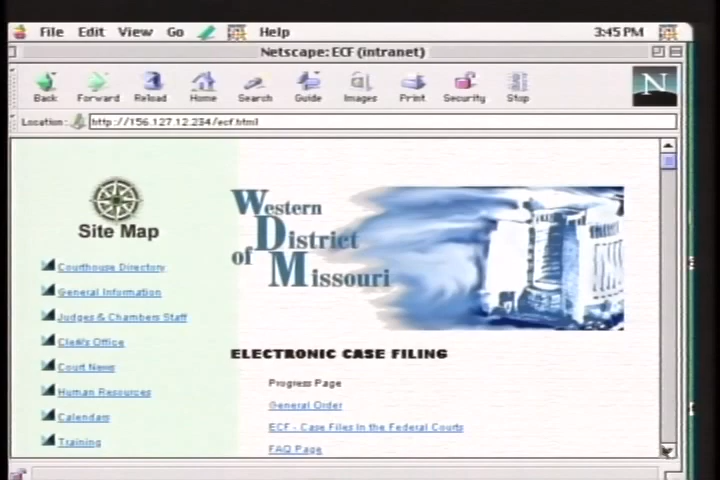 File Edit View Go Help 3:45 PM
Netscape: ECF (intranet)
Back Forward Reload Home Search Guide Images Print Security Stop
N
Location: http://156.127.12.234/ecf.html
Site Map
Courthouse Directory
General Information
Judges & Chambers Staff
Clerk's Office
Court News
Human Resources
Calendars
Training
Western
District
of Missouri
ELECTRONIC CASE FILING
Progress Page
General Order
ECF - Case Files In the Federal Courts
FAQ Page